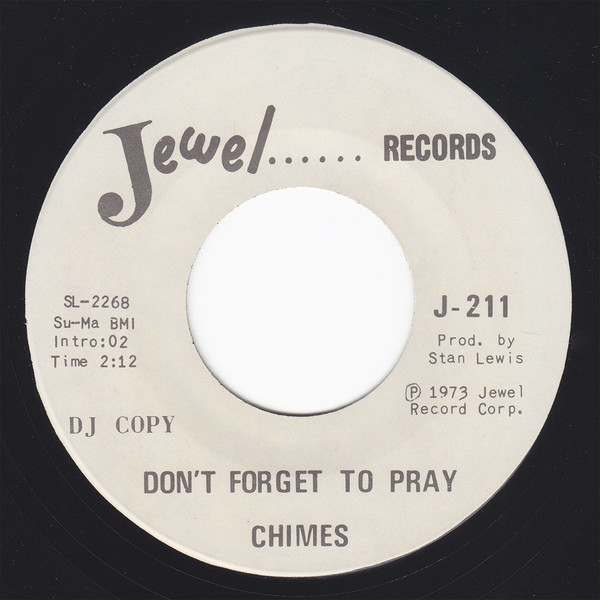 Jewel...... RECORDS
SL-2268
Su-Ma BMI
Intro:02
Time 2:12
DJ COPY
J-211
Prod. by
Stan Lewis
Ⓟ 1973 Jewel
Record Corp.
DON'T FORGET TO PRAY
CHIMES